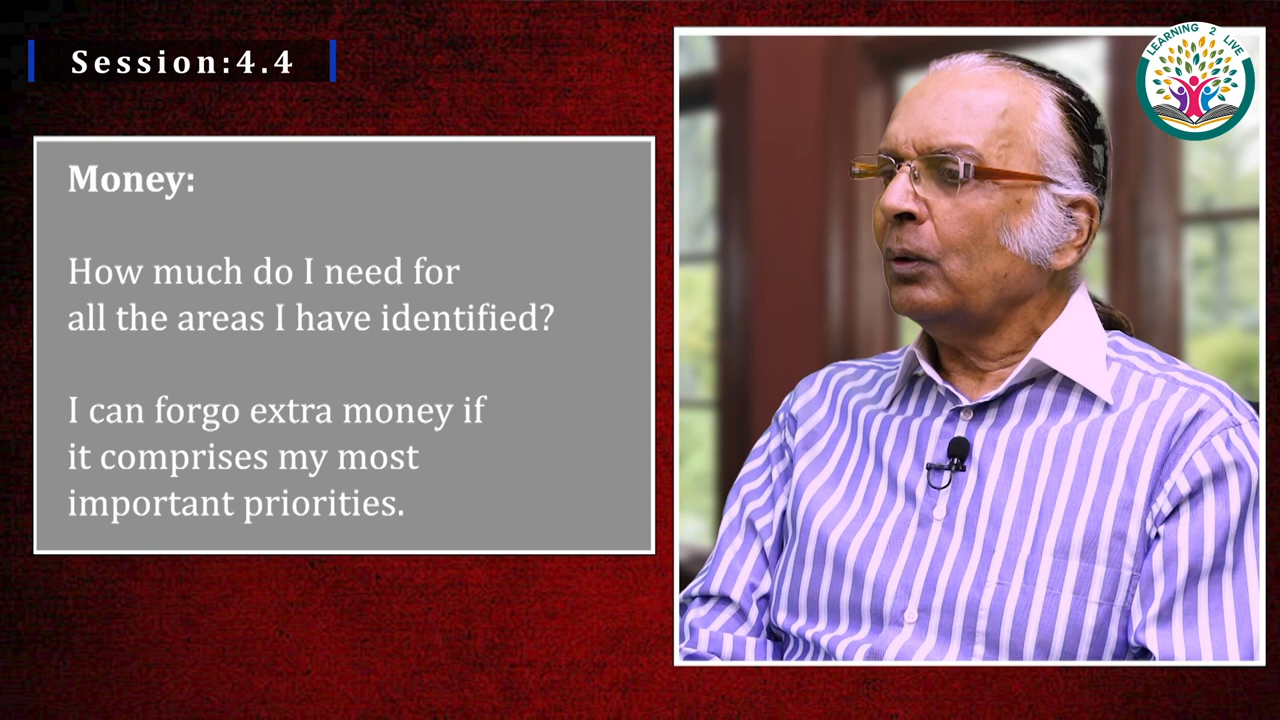 Session:4.4
Money:
How much do I need for
all the areas I have identified?
I can forgo extra money if
it comprises my most
important priorities.
LEARNING 2 LIVE